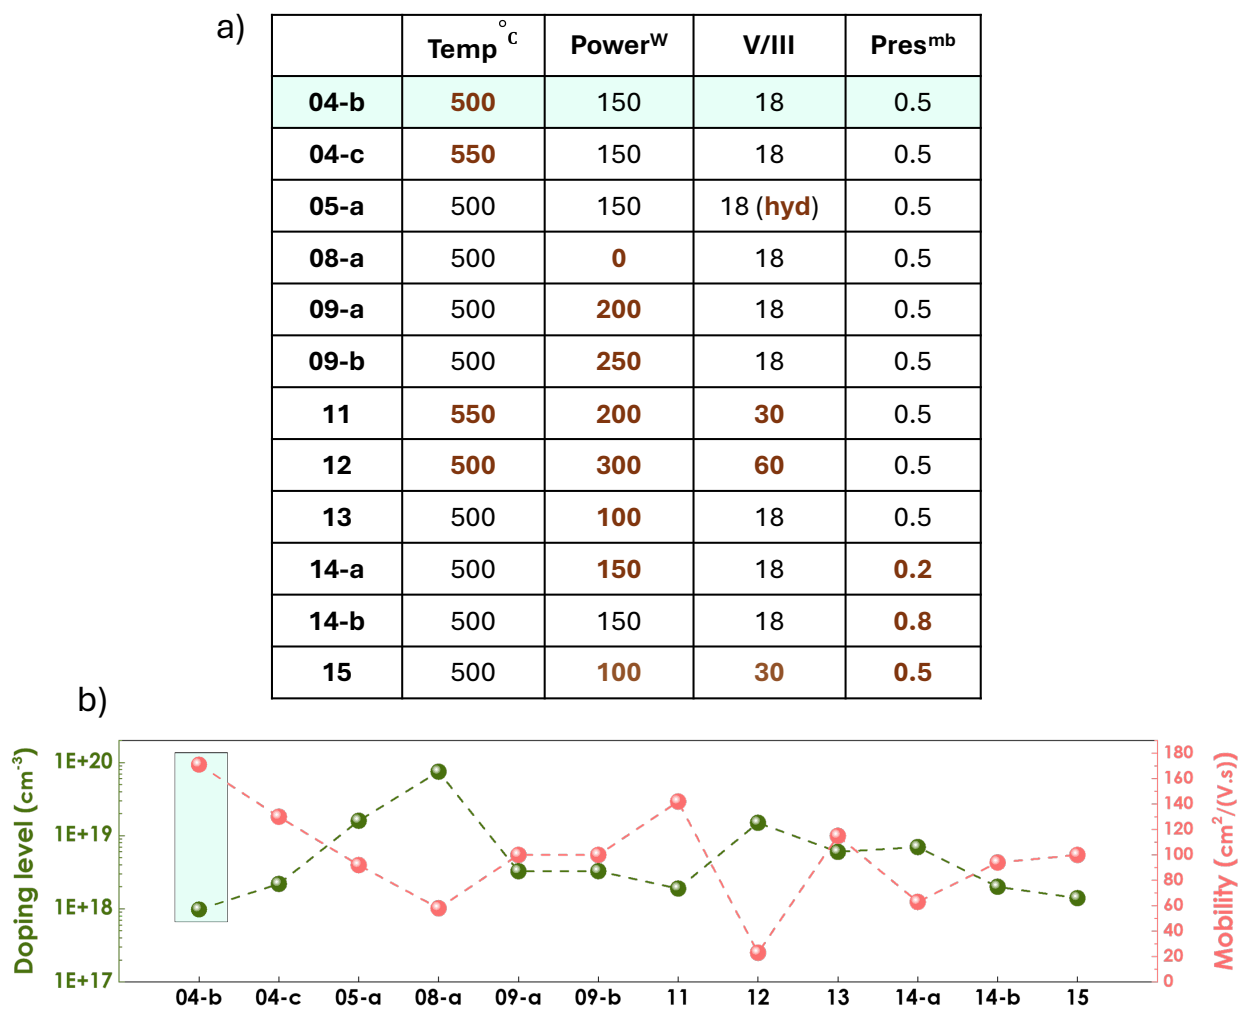 a)
Temp °C Power W V/III Pres mb
04-b 500 150 18 0.5
04-c 550 150 18 0.5
05-a 500 150 18 (hyd) 0.5
08-a 500 0 18 0.5
09-a 500 200 18 0.5
09-b 500 250 18 0.5
11 550 200 30 0.5
12 500 300 60 0.5
13 500 100 18 0.5
14-a 500 150 18 0.2
14-b 500 150 18 0.8
15 500 100 30 0.5
b)
Doping level (cm-3)
1E+20
1E+19
1E+18
1E+17
180
160
140
120
100
80
60
40
20
0
Mobility (cm2/(V.s))
04-b 04-c 05-a 08-a 09-a 09-b 11 12 13 14-a 14-b 15